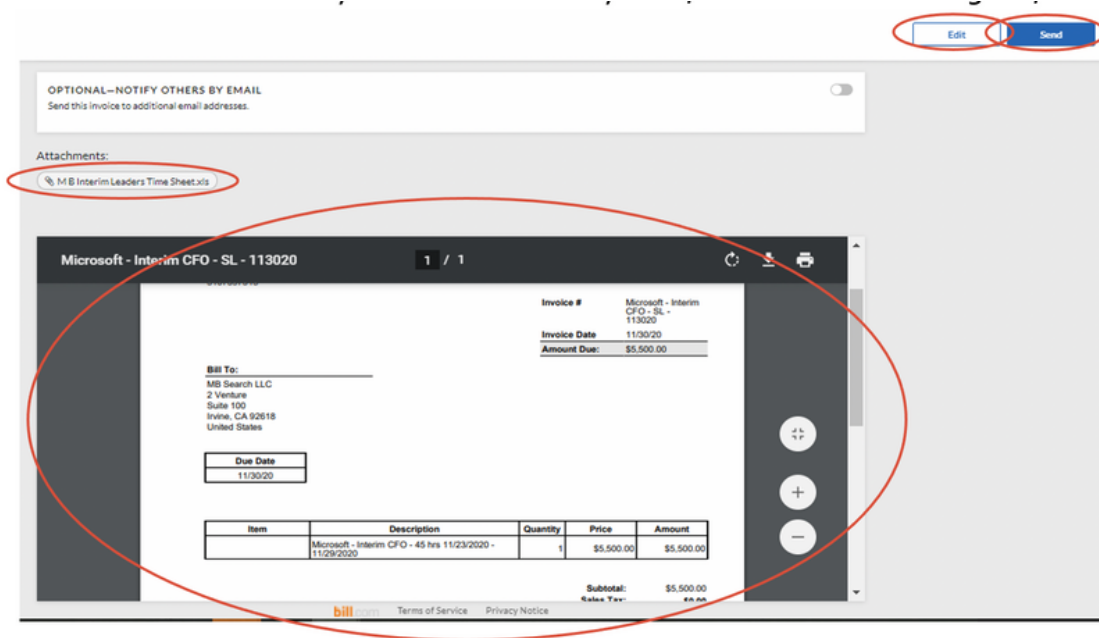 Edit
Send
OPTIONAL—NOTIFY OTHERS BY EMAIL
Send this invoice to additional email addresses.
Attachments:
M B Interim Leaders Time Sheet.xls
Microsoft - Interim CFO - SL - 113020
1 / 1
Invoice #
Microsoft - Interim
CFO - SL -
113020
Invoice Date 11/30/20
Amount Due: $5,500.00
Bill To:
MB Search LLC
2 Venture
Suite 100
Irvine, CA 92618
United States
Due Date
11/30/20
Item Description Quantity Price Amount
Microsoft - Interim CFO - 45 hrs 11/23/2020 -
11/29/2020
1 $5,500.00 $5,500.00
Subtotal: $5,500.00
Sales Tax: $0.00
bill.com Terms of Service Privacy Notice